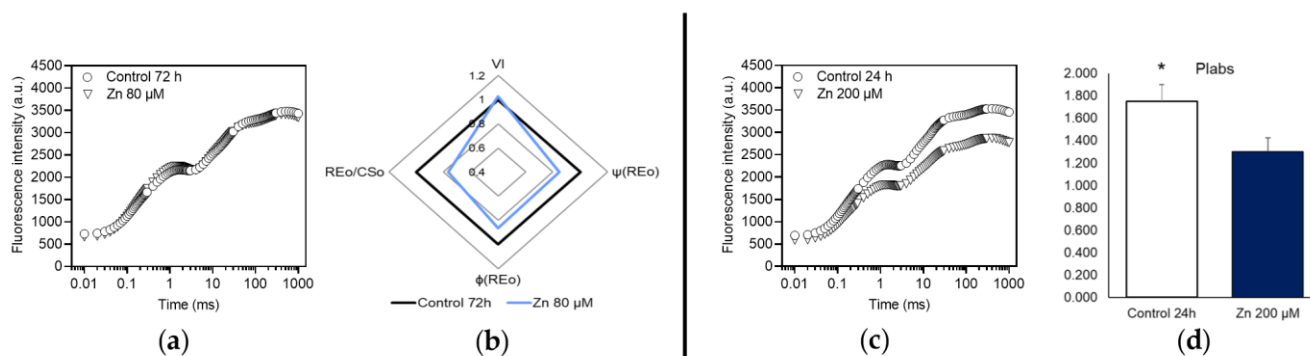 4500
4000
3500
3000
2500
2000
1500
1000
500
0
Fluorescence intensity (a.u.)
Control 72 h
Zn 80 µM
0.01 0.1 1 10 100 1000
Time (ms)
(a)
VI
1.2
1
0.8
0.6
0.4
REo/CSo
ψ(REo)
ϕ(REo)
Control 72h Zn 80 µM
(b)
4500
4000
3500
3000
2500
2000
1500
1000
500
0
Fluorescence intensity (a.u.)
Control 24 h
Zn 200 µM
0.01 0.1 1 10 100 1000
Time (ms)
(c)
2.000
1.800
1.600
1.400
1.200
1.000
0.800
0.600
0.400
0.200
0.000
* PIabs
Control 24h Zn 200 µM
(d)